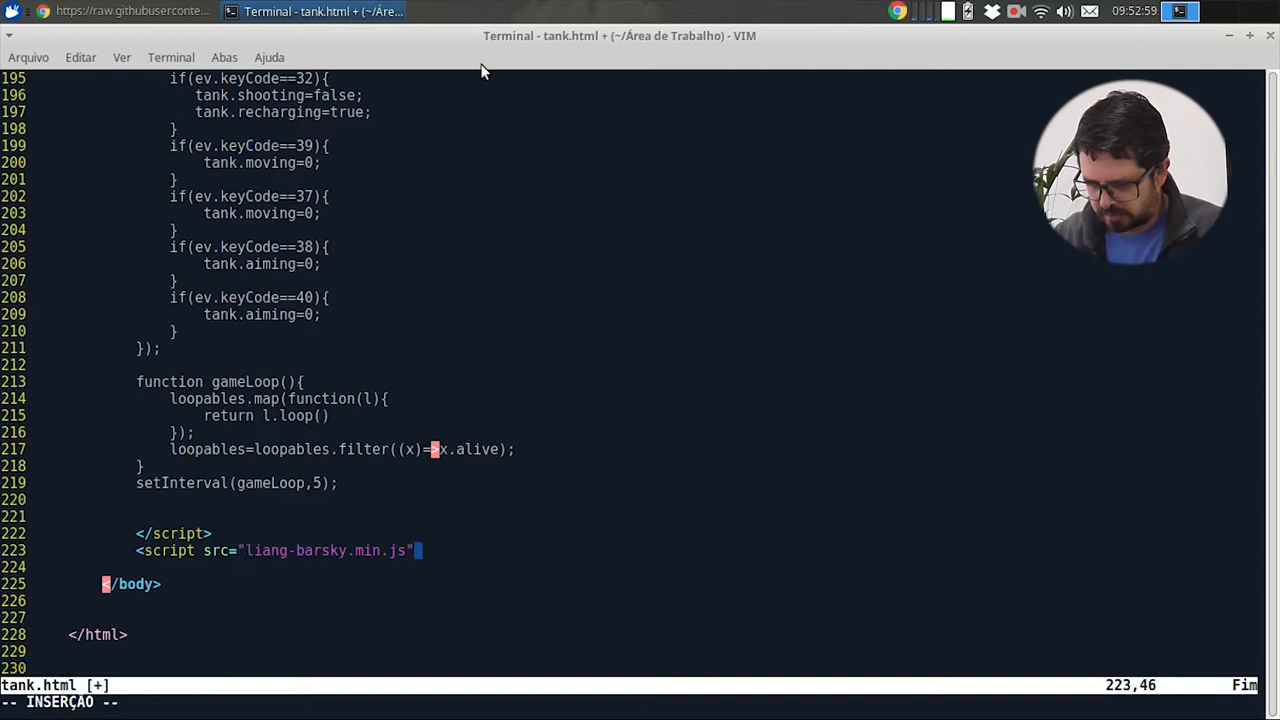 https://raw.githubuserconte...
Terminal - tank.html + (~/Áre...
09:52:59
Terminal - tank.html + (~/Área de Trabalho) - VIM
Arquivo Editar Ver Terminal Abas Ajuda
195 if(ev.keyCode==32){
196 tank.shooting=false;
197 tank.recharging=true;
198 }
199 if(ev.keyCode==39){
200 tank.moving=0;
201 }
202 if(ev.keyCode==37){
203 tank.moving=0;
204 }
205 if(ev.keyCode==38){
206 tank.aiming=0;
207 }
208 if(ev.keyCode==40){
209 tank.aiming=0;
210 }
211 });
212
213 function gameLoop(){
214 loopables.map(function(l){
215 return l.loop()
216 });
217 loopables=loopables.filter((x)=>x.alive);
218 }
219 setInterval(gameLoop,5);
220
221
222 </script>
223 <script src="liang-barsky.min.js"
224
225 </body>
226
227
228 </html>
229
230
tank.html [+] 223,46 Fim
-- INSERÇÃO --